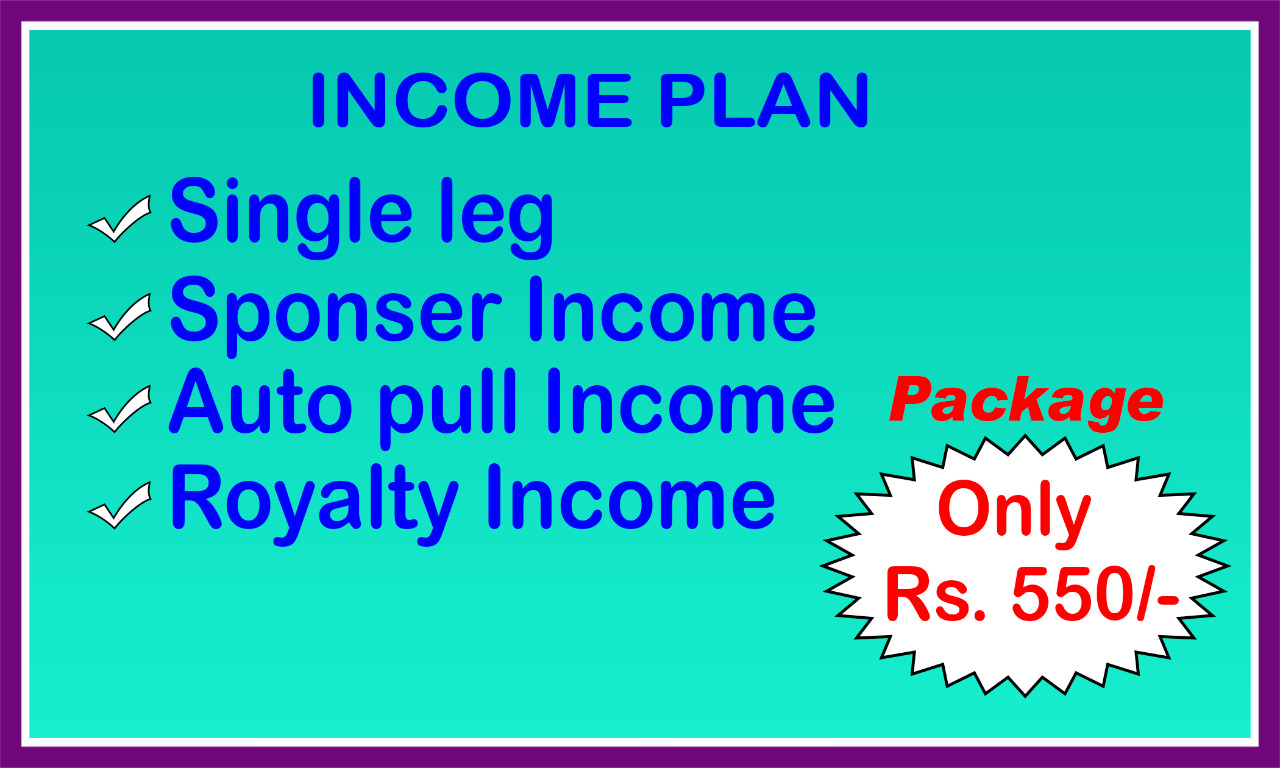 INCOME PLAN
Single leg
Sponser Income
Auto pull Income
Royalty Income
Package
Only
Rs. 550/-